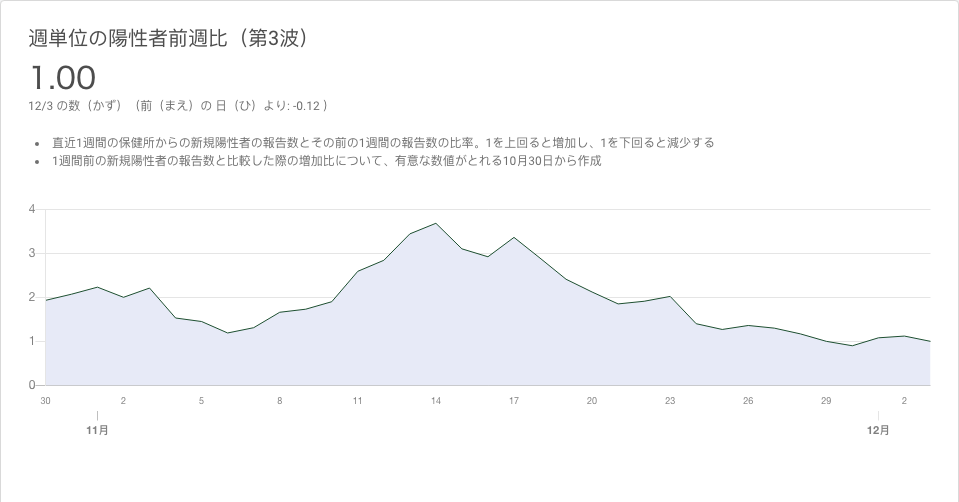 週単位の陽性者前週比（第3波）
1.00
12/3 の数（かず）（前（まえ）の 日（ひ）より: -0.12 ）
直近1週間の保健所からの新規陽性者の報告数とその前の1週間の報告数の比率。1を上回ると増加し、1を下回ると減少する
1週間前の新規陽性者の報告数と比較した際の増加比について、有意な数値がとれる10月30日から作成
4
3
2
1
0
30 2 5 8 11 14 17 20 23 26 29 2
11月 12月